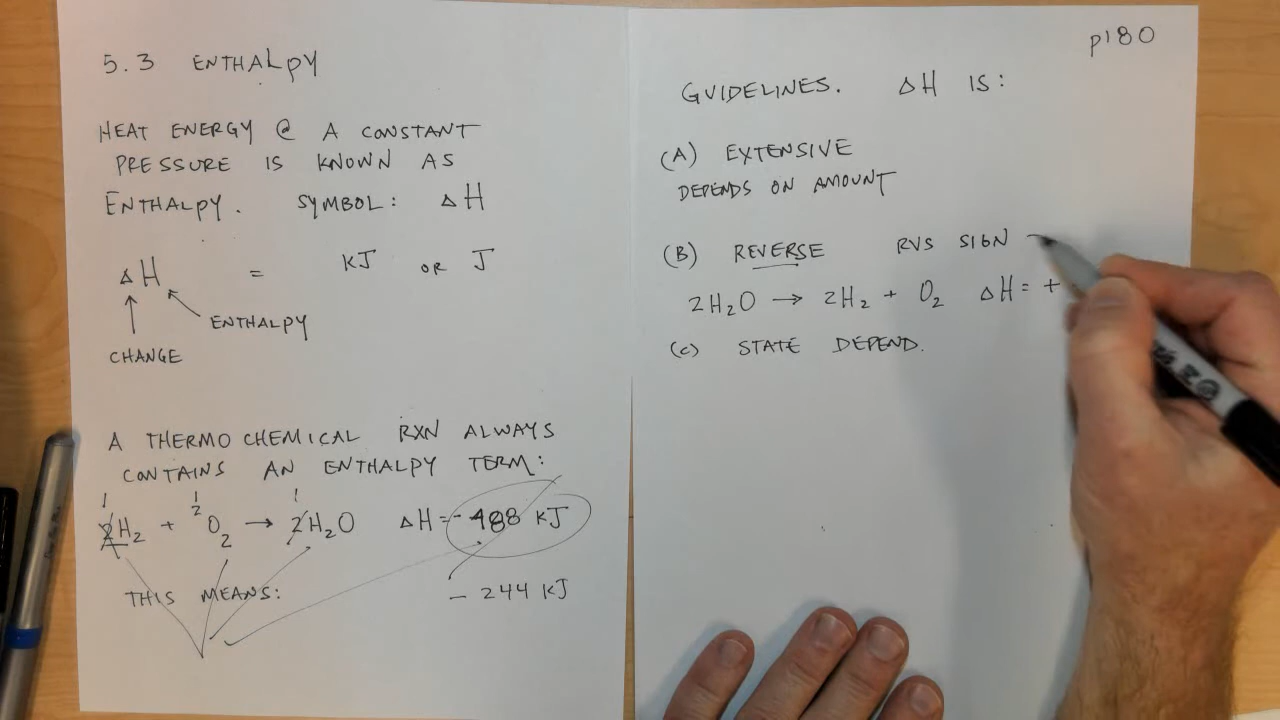 5.3 ENTHALPY
HEAT ENERGY @ A CONSTANT
PRESSURE IS KNOWN AS
ENTHALPY. SYMBOL: ΔH
ΔH = KJ OR J
ENTHALPY
CHANGE
A THERMOCHEMICAL RXN ALWAYS
CONTAINS AN ENTHALPY TERM:
1 1/2 1
2H₂ + O₂ → 2H₂O ΔH = -488 KJ
THIS MEANS: - 244 KJ
p180
GUIDELINES. ΔH IS:
(A) EXTENSIVE
DEPENDS ON AMOUNT
(B) REVERSE RVS SIGN
2H₂O → 2H₂ + O₂ ΔH = +
(C) STATE DEPEND.